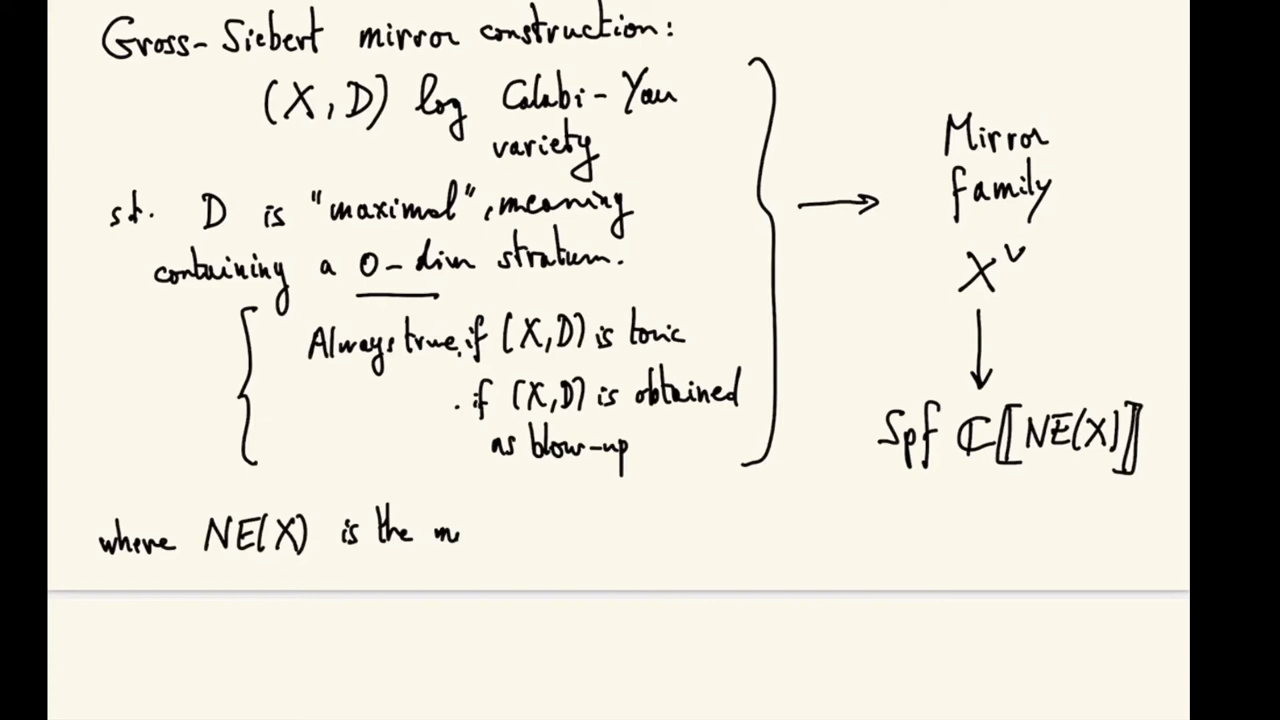 Gross-Siebert mirror construction:
(X, D) log Calabi-Yau
variety
st. D is "maximal", meaning
containing a 0-dim stratum.
Always true, if (X,D) is toric
. if (X,D) is obtained
as blow-up
Mirror
family
X^∨
Spf ℂ⟦NE(X)⟧
where NE(X) is the m